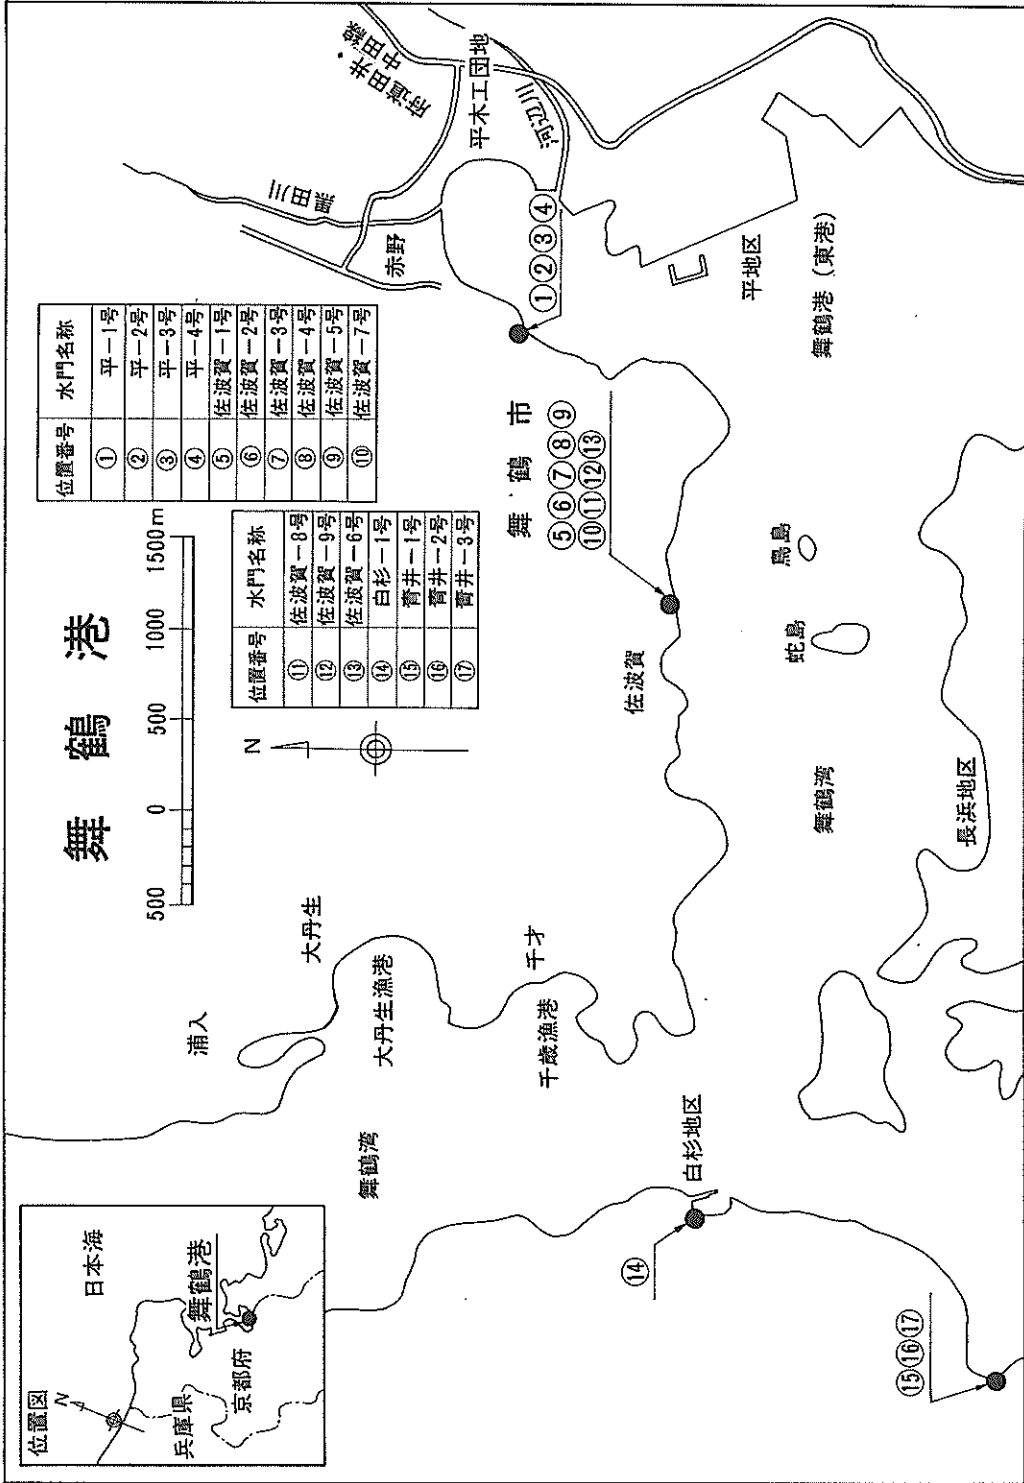 舞鶴港
500 0 500 1000 1500m
位置番号 水門名称
① 平－1号
② 平－2号
③ 平－3号
④ 平－4号
⑤ 佐波賀－1号
⑥ 佐波賀－2号
⑦ 佐波賀－3号
⑧ 佐波賀－4号
⑨ 佐波賀－5号
⑩ 佐波賀－7号
位置番号 水門名称
⑪ 佐波賀－8号
⑫ 佐波賀－9号
⑬ 佐波賀－6号
⑭ 白杉－1号
⑮ 青井－1号
⑯ 青井－2号
⑰ 青井－3号
N
位置図
N
日本海
舞鶴港
兵庫県
京都府
浦入
大丹生
大丹生漁港
舞鶴湾
千才
千歳漁港
黒田川
府道田井・
中田線
赤野
平木工団地
河辺川
①②③④
舞鶴市
⑤⑥⑦⑧⑨
⑩⑪⑫⑬
佐波賀
平地区
舞鶴港（東港）
烏島
蛇島
舞鶴湾
長浜地区
白杉地区
⑭
⑮⑯⑰